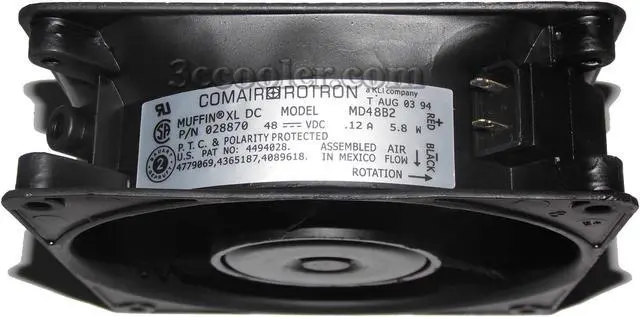 3ccooler.com
COMAIR ROTRON
a KLI company
T AUG 03 94
MUFFIN® XL DC MODEL MD48B2
P/N 028870 48 VDC .12 A 5.8 W
P. T. C. & POLARITY PROTECTED
U.S. PAT NO: 4494028. ASSEMBLED AIR
4779069,4365187,4089618. IN MEXICO FLOW ↓
ROTATION →
RED +
BLACK −
2